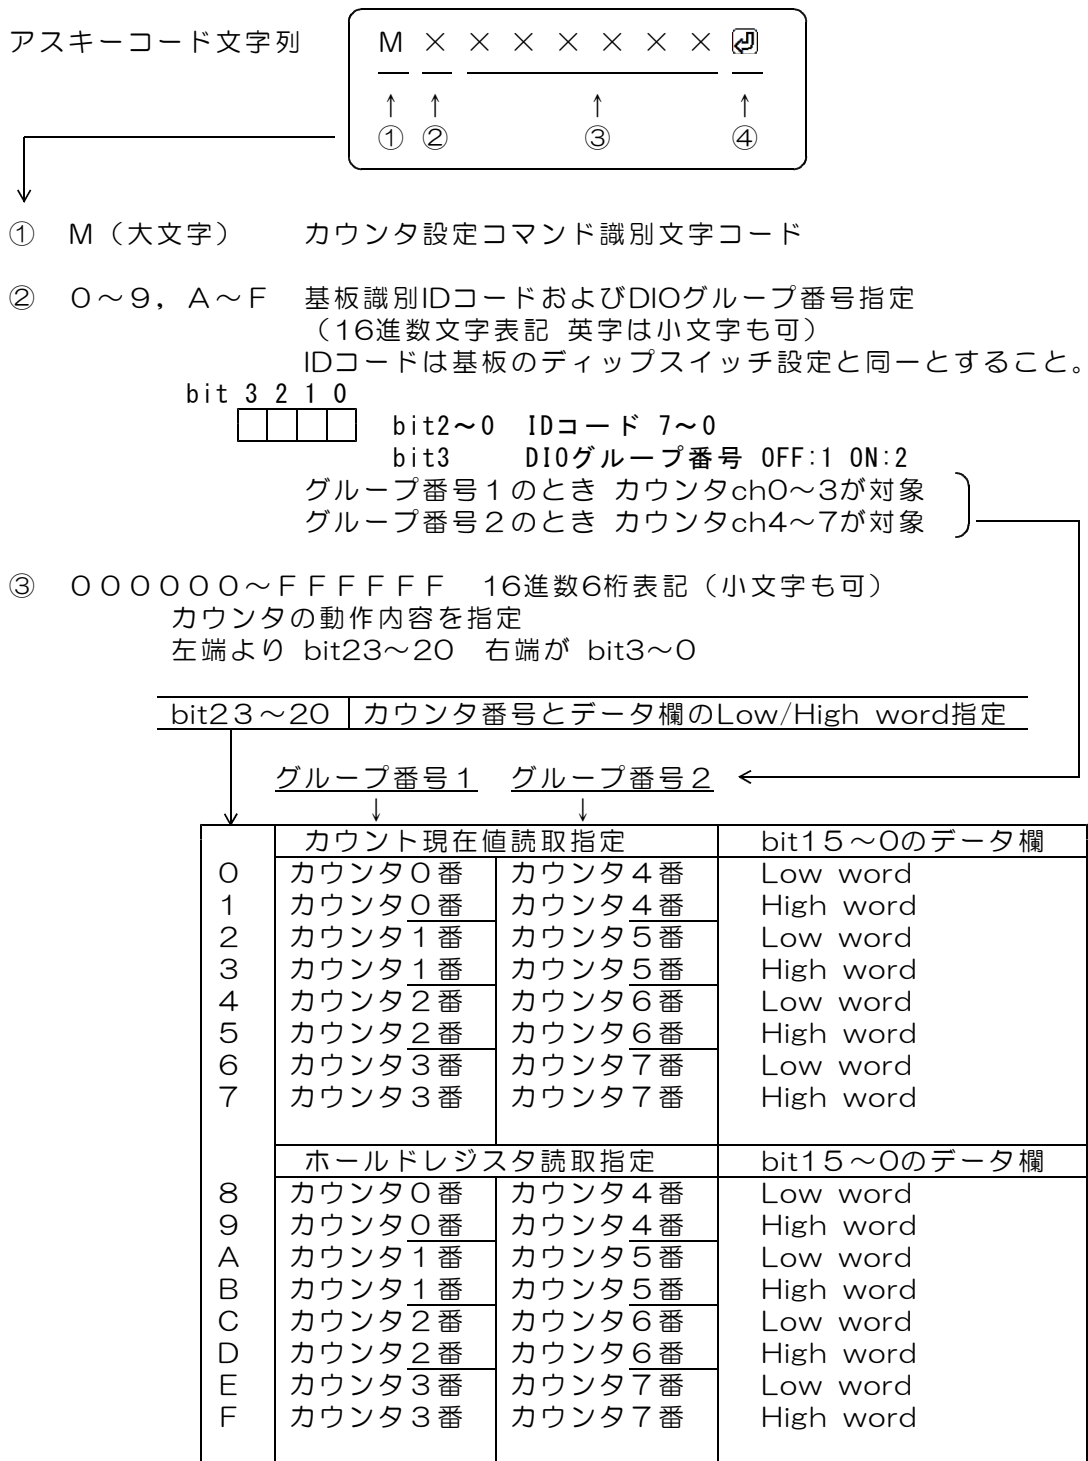 アスキーコード文字列 M × × × × × × × ⏎
↑ ↑ ↑ ↑
① ② ③ ④
① M（大文字） カウンタ設定コマンド識別文字コード
② 0～9，A～F 基板識別IDコードおよびDIOグループ番号指定
（16進数文字表記 英字は小文字も可）
IDコードは基板のディップスイッチ設定と同一とすること。
bit 3 2 1 0
bit2～0 IDコード 7～0
bit3 DIOグループ番号 OFF:1 ON:2
グループ番号１のとき カウンタch0～3が対象
グループ番号２のとき カウンタch4～7が対象
③ ００００００～ＦＦＦＦＦＦ 16進数6桁表記（小文字も可）
カウンタの動作内容を指定
左端より bit23～20 右端が bit3～0
bit２３～20 カウンタ番号とデータ欄のLow/High word指定
グループ番号１ グループ番号２
↓ ↓
カウント現在値読取指定 bit1５～0のデータ欄
0 カウンタ０番 カウンタ４番 Low word
1 カウンタ０番 カウンタ４番 High word
2 カウンタ１番 カウンタ５番 Low word
3 カウンタ１番 カウンタ５番 High word
4 カウンタ２番 カウンタ６番 Low word
5 カウンタ２番 カウンタ６番 High word
6 カウンタ３番 カウンタ７番 Low word
7 カウンタ３番 カウンタ７番 High word
ホールドレジスタ読取指定 bit1５～0のデータ欄
8 カウンタ０番 カウンタ４番 Low word
9 カウンタ０番 カウンタ４番 High word
A カウンタ１番 カウンタ５番 Low word
B カウンタ１番 カウンタ５番 High word
C カウンタ２番 カウンタ６番 Low word
D カウンタ２番 カウンタ６番 High word
E カウンタ３番 カウンタ７番 Low word
F カウンタ３番 カウンタ７番 High word